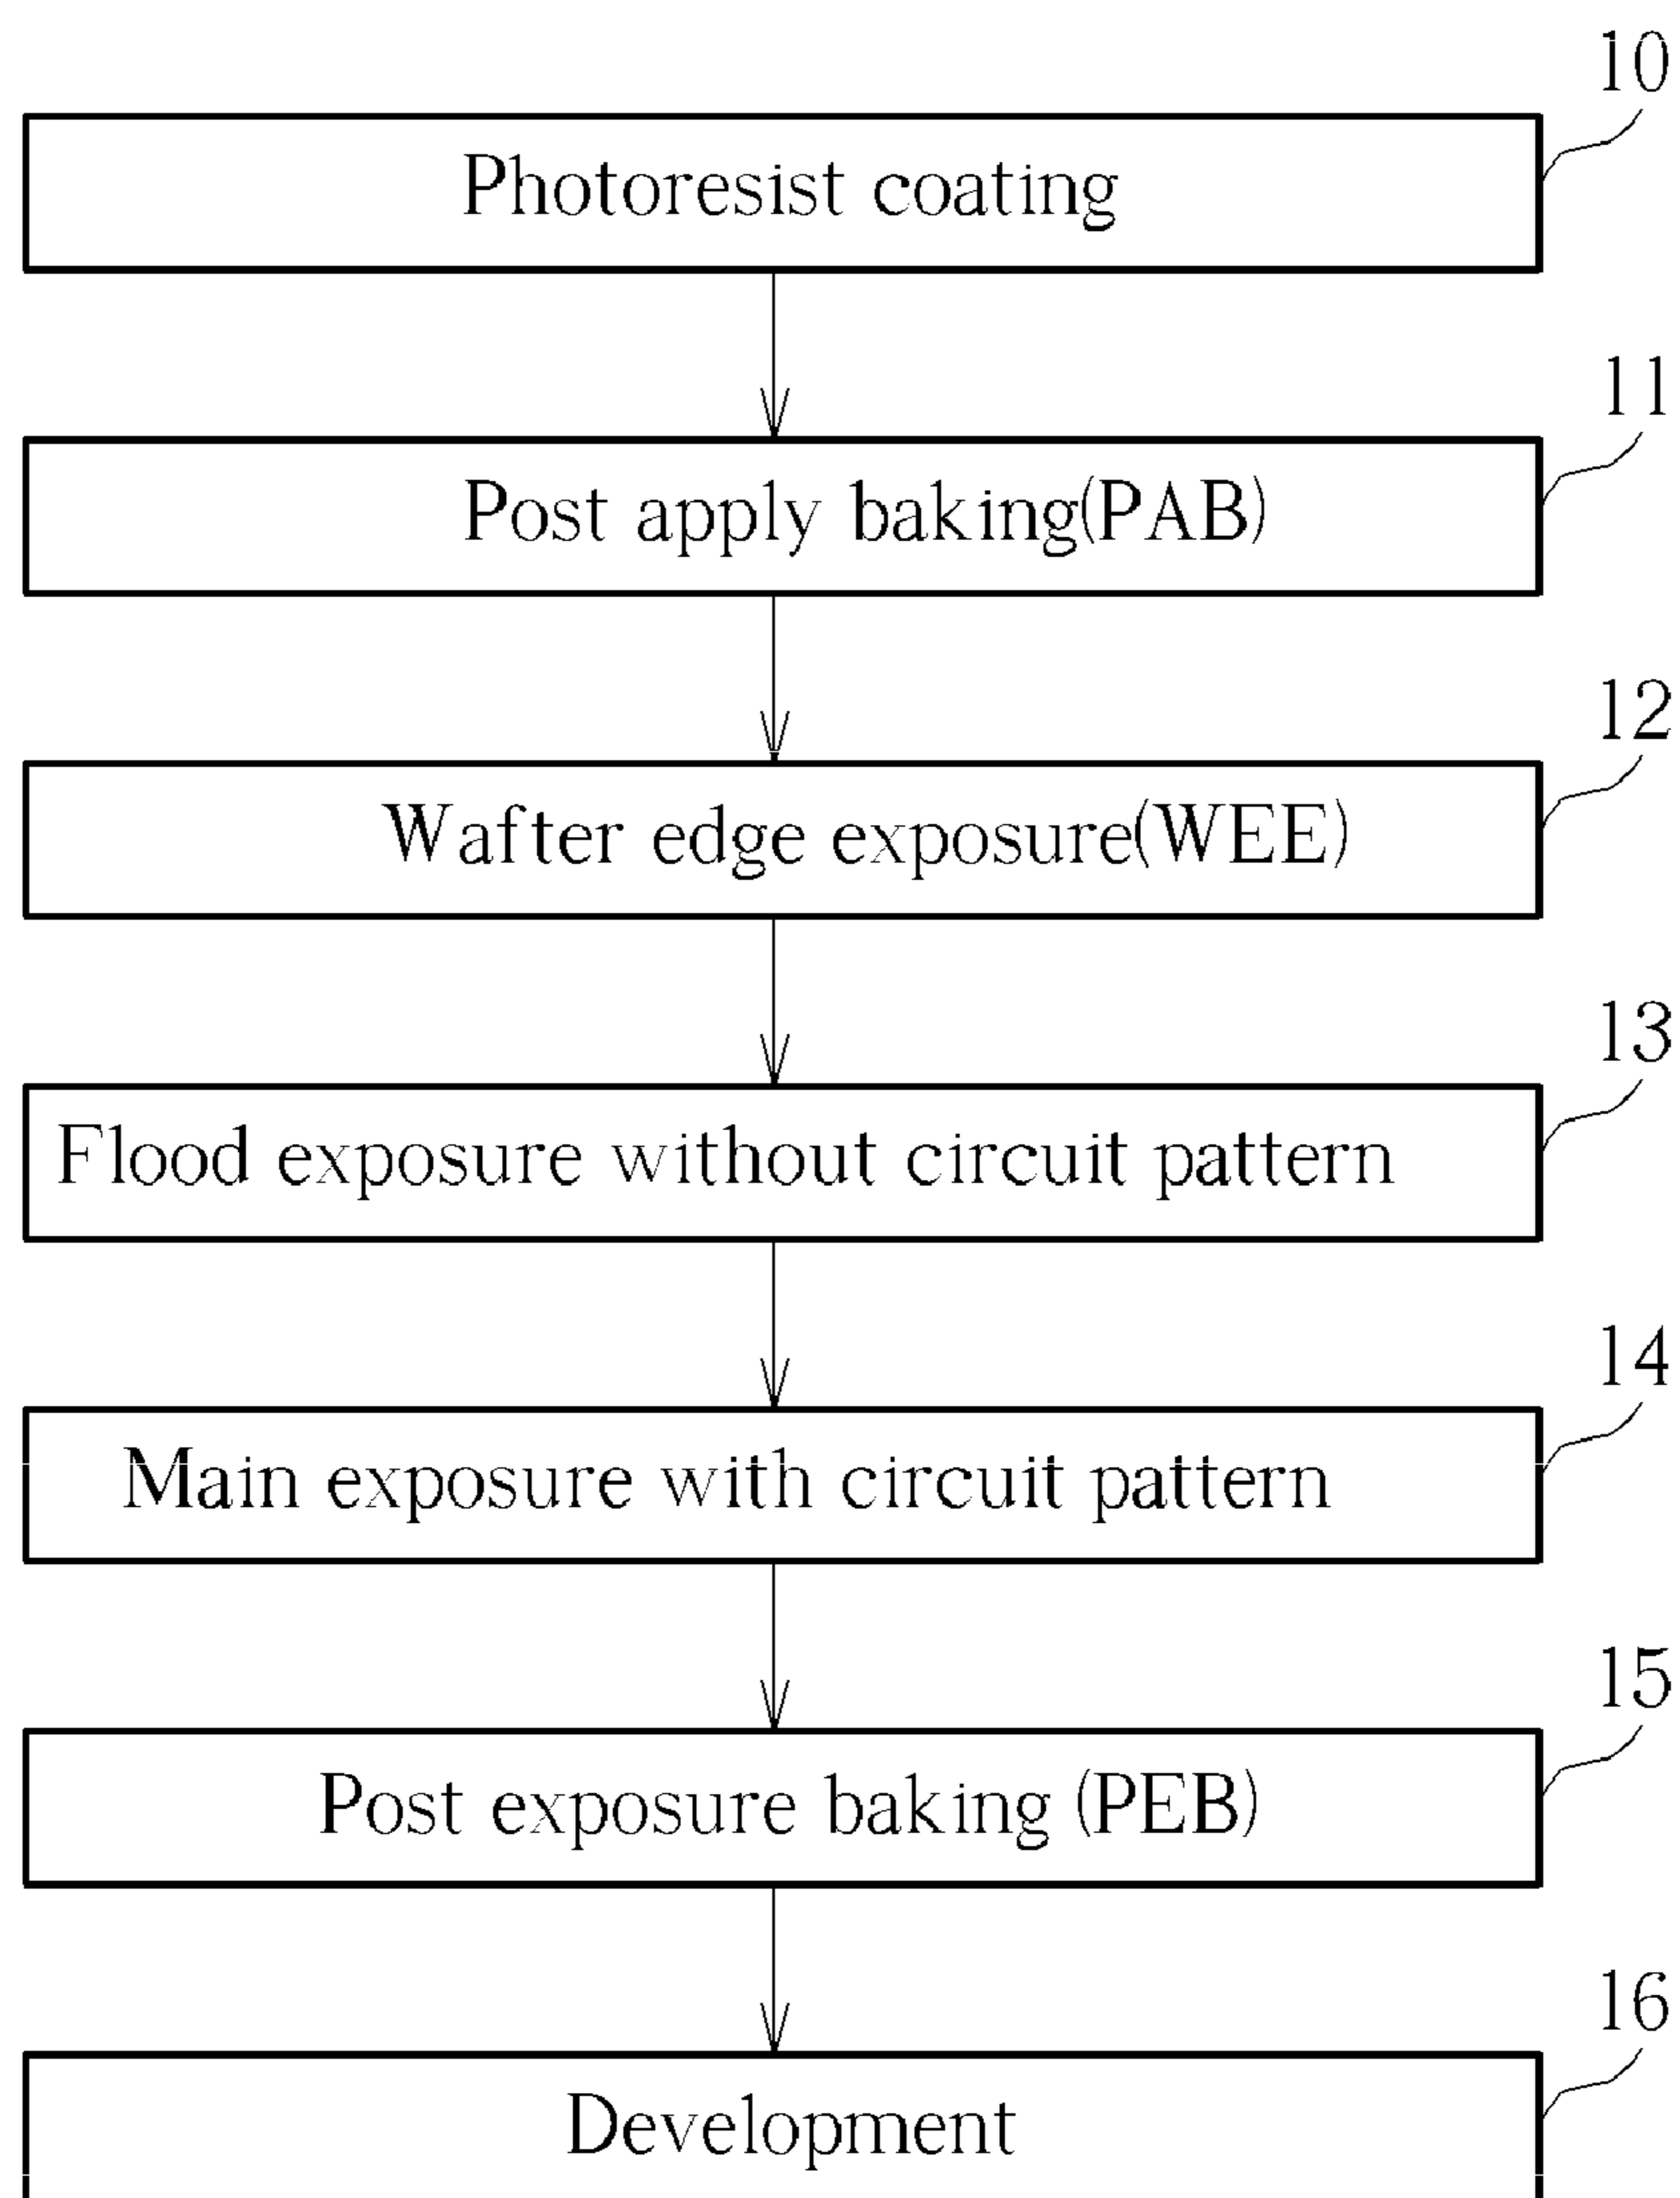 10
Photoresist coating
11
Post apply baking(PAB)
12
Wafter edge exposure(WEE)
13
Flood exposure without circuit pattern
14
Main exposure with circuit pattern
15
Post exposure baking (PEB)
16
Development